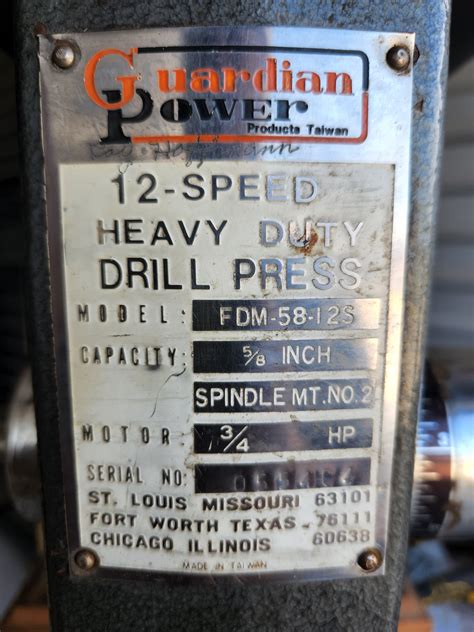 Guardian
Power
Products Taiwan
12-SPEED
HEAVY DUTY
DRILL PRESS
MODEL: FDM-58-12S
CAPACITY: 5/8 INCH
SPINDLE MT. NO. 2
MOTOR: 3/4 HP
SERIAL NO:
ST. LOUIS MISSOURI 63101
FORT WORTH TEXAS 76111
CHICAGO ILLINOIS 60638
MADE IN TAIWAN